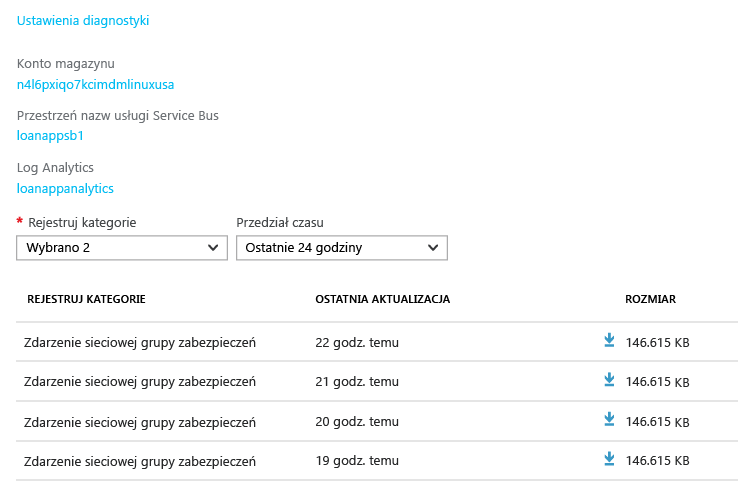 Ustawienia diagnostyki
Konto magazynu
n4l6pxiqo7kcimdmlinuxusa
Przestrzeń nazw usługi Service Bus
loanappsb1
Log Analytics
loanappanalytics
* Rejestruj kategorie Przedział czasu
Wybrano 2 Ostatnie 24 godziny
REJESTRUJ KATEGORIE OSTATNIA AKTUALIZACJA ROZMIAR
Zdarzenie sieciowej grupy zabezpieczeń 22 godz. temu 146.615 KB
Zdarzenie sieciowej grupy zabezpieczeń 21 godz. temu 146.615 KB
Zdarzenie sieciowej grupy zabezpieczeń 20 godz. temu 146.615 KB
Zdarzenie sieciowej grupy zabezpieczeń 19 godz. temu 146.615 KB